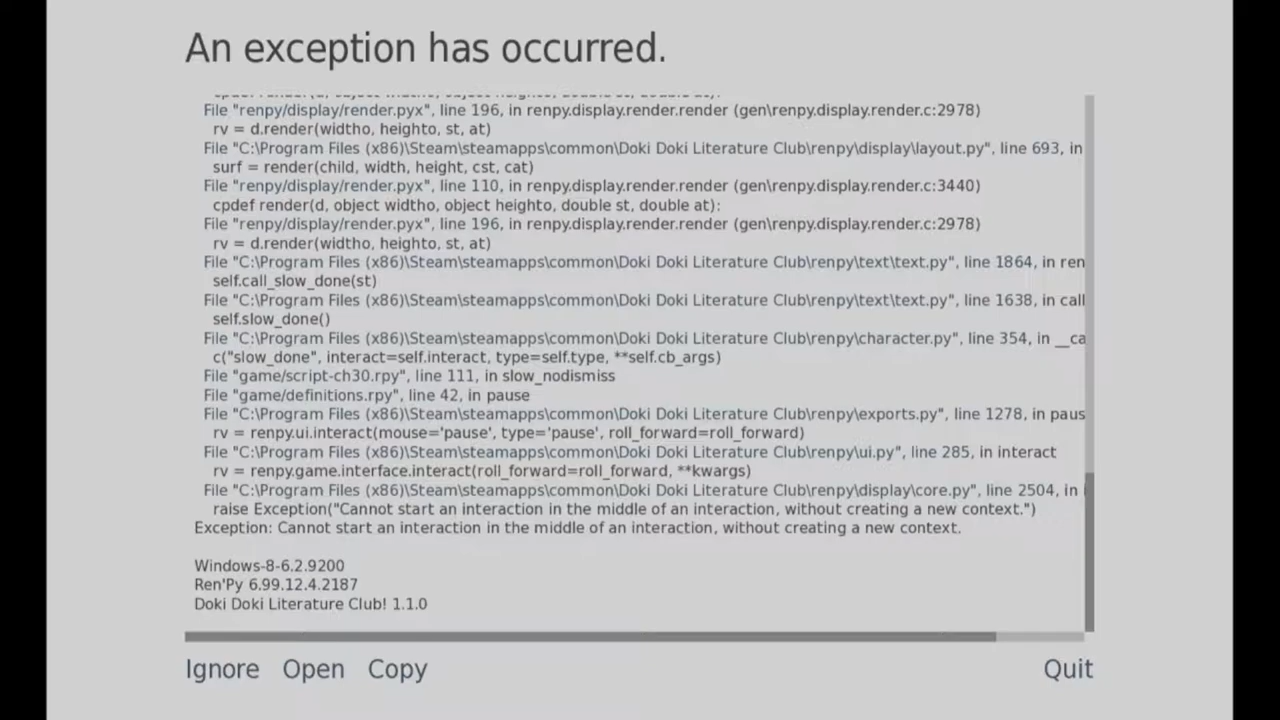 An exception has occurred.
File "renpy/display/render.pyx", line 196, in renpy.display.render.render (gen\renpy.display.render.c:2978)
rv = d.render(widtho, heighto, st, at)
File "C:\Program Files (x86)\Steam\steamapps\common\Doki Doki Literature Club\renpy\display\layout.py", line 693, in
surf = render(child, width, height, cst, cat)
File "renpy/display/render.pyx", line 110, in renpy.display.render.render (gen\renpy.display.render.c:3440)
cpdef render(d, object widtho, object heighto, double st, double at):
File "renpy/display/render.pyx", line 196, in renpy.display.render.render (gen\renpy.display.render.c:2978)
rv = d.render(widtho, heighto, st, at)
File "C:\Program Files (x86)\Steam\steamapps\common\Doki Doki Literature Club\renpy\text\text.py", line 1864, in ren
self.call_slow_done(st)
File "C:\Program Files (x86)\Steam\steamapps\common\Doki Doki Literature Club\renpy\text\text.py", line 1638, in call
self.slow_done()
File "C:\Program Files (x86)\Steam\steamapps\common\Doki Doki Literature Club\renpy\character.py", line 354, in __ca
c("slow_done", interact=self.interact, type=self.type, **self.cb_args)
File "game/script-ch30.rpy", line 111, in slow_nodismiss
File "game/definitions.rpy", line 42, in pause
File "C:\Program Files (x86)\Steam\steamapps\common\Doki Doki Literature Club\renpy\exports.py", line 1278, in paus
rv = renpy.ui.interact(mouse='pause', type='pause', roll_forward=roll_forward)
File "C:\Program Files (x86)\Steam\steamapps\common\Doki Doki Literature Club\renpy\ui.py", line 285, in interact
rv = renpy.game.interface.interact(roll_forward=roll_forward, **kwargs)
File "C:\Program Files (x86)\Steam\steamapps\common\Doki Doki Literature Club\renpy\display\core.py", line 2504, in
raise Exception("Cannot start an interaction in the middle of an interaction, without creating a new context.")
Exception: Cannot start an interaction in the middle of an interaction, without creating a new context.
Windows-8-6.2.9200
Ren'Py 6.99.12.4.2187
Doki Doki Literature Club! 1.1.0
Ignore Open Copy Quit